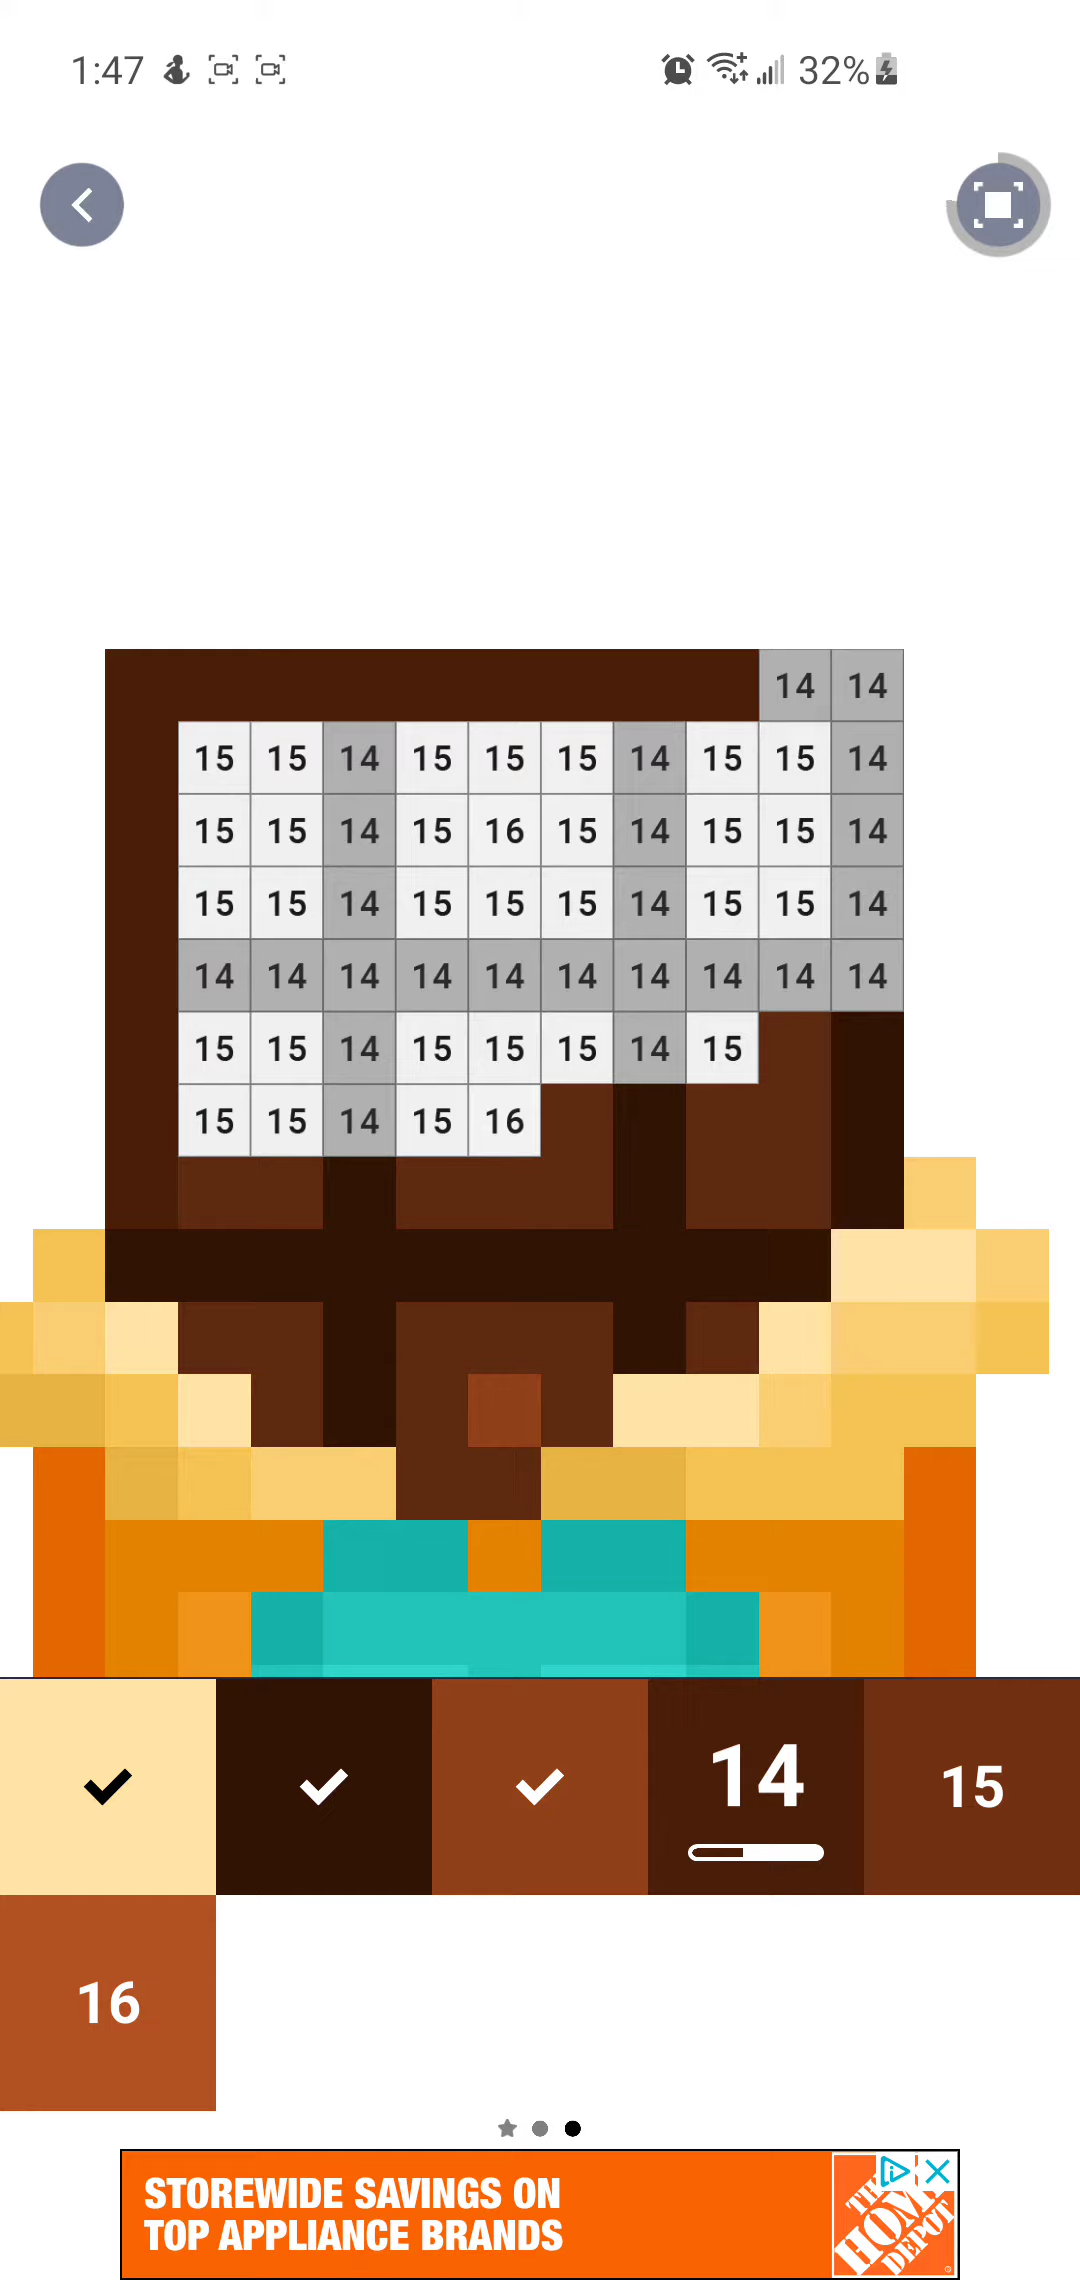 1:47
32%
14 14
15 15 14 15 15 15 14 15 15 14
15 15 14 15 16 15 14 15 15 14
15 15 14 15 15 15 14 15 15 14
14 14 14 14 14 14 14 14 14 14
15 15 14 15 15 15 14 15
15 15 14 15 16
14
15
16
STOREWIDE SAVINGS ON
TOP APPLIANCE BRANDS
THE
HOME
DEPOT